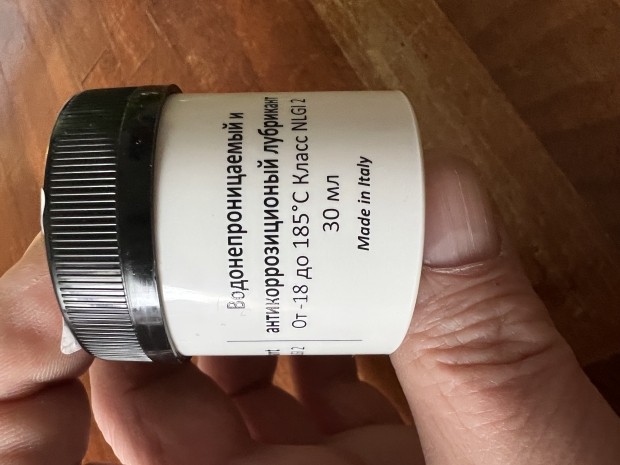 Водонепроницаемый и
антикоррозиционый лубрикант
От -18 до 185°C Класс NLGI 2
30 мл
Made in Italy